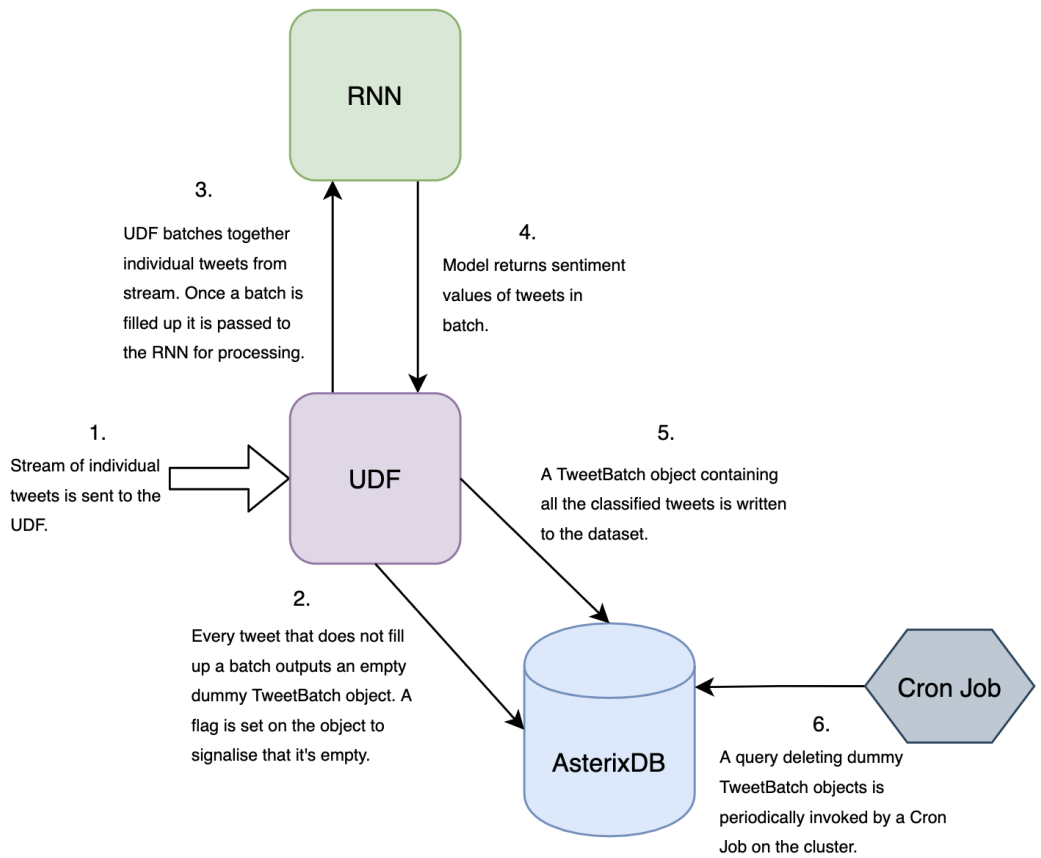 RNN
3.
UDF batches together
individual tweets from
stream. Once a batch is
filled up it is passed to
the RNN for processing.
4.
Model returns sentiment
values of tweets in
batch.
1.
Stream of individual
tweets is sent to the
UDF.
UDF
5.
A TweetBatch object containing
all the classified tweets is written
to the dataset.
2.
Every tweet that does not fill
up a batch outputs an empty
dummy TweetBatch object. A
flag is set on the object to
signalise that it's empty.
AsterixDB
Cron Job
6.
A query deleting dummy
TweetBatch objects is
periodically invoked by a Cron
Job on the cluster.